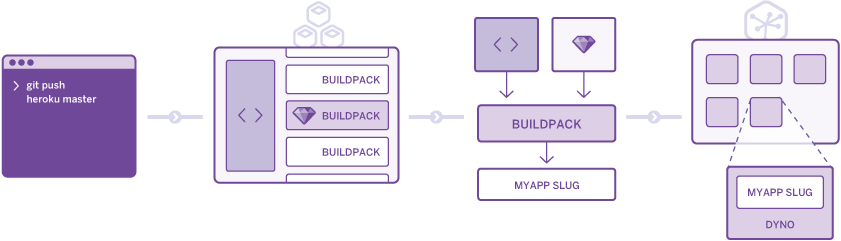 git push
heroku master
BUILDPACK
BUILDPACK
BUILDPACK
BUILDPACK
MYAPP SLUG
MYAPP SLUG
DYNO